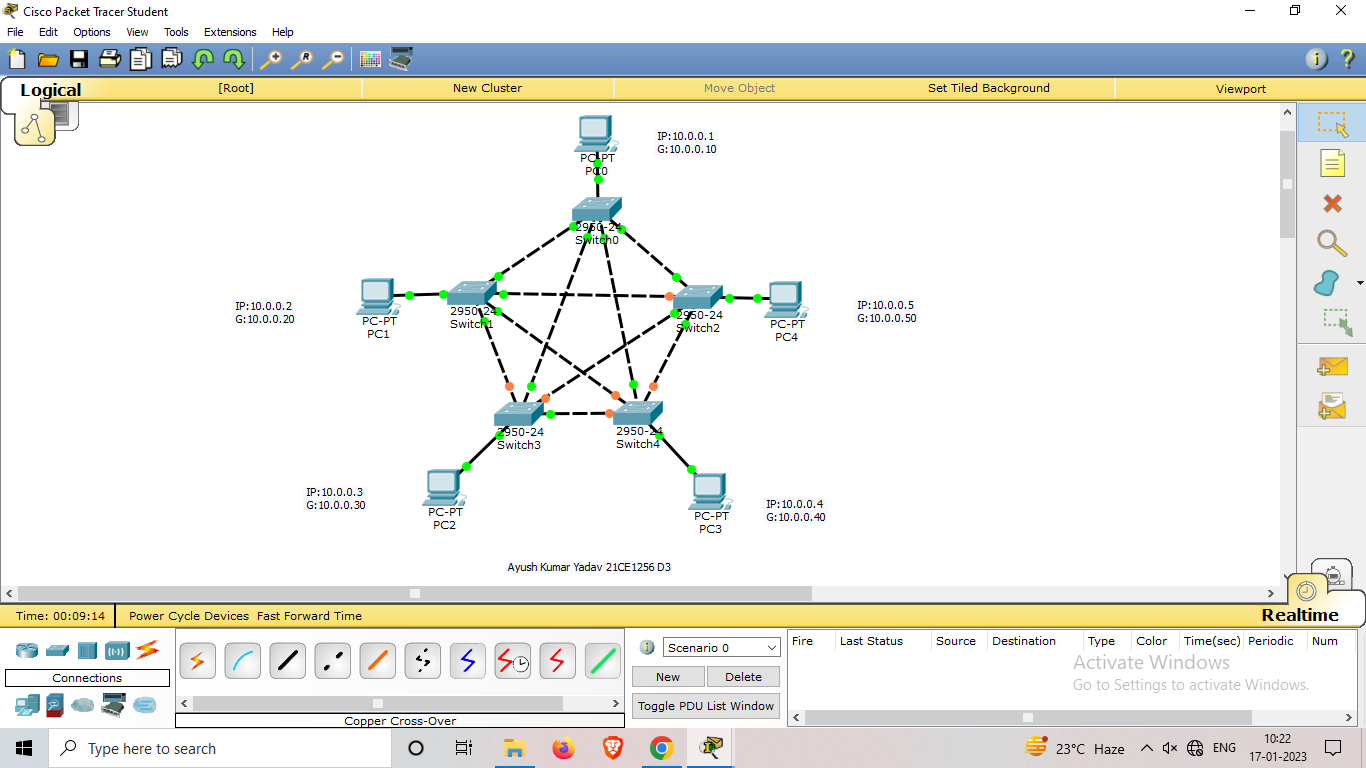 Cisco Packet Tracer Student
File Edit Options View Tools Extensions Help
Logical
[Root]
New Cluster
Move Object
Set Tiled Background
Viewport
PC-PT
PC0
IP:10.0.0.1
G:10.0.0.10
2950-24
Switch0
IP:10.0.0.2
G:10.0.0.20
PC-PT
PC1
2950-24
Switch1
2950-24
Switch2
PC-PT
PC4
IP:10.0.0.5
G:10.0.0.50
2950-24
Switch3
2950-24
Switch4
IP:10.0.0.3
G:10.0.0.30
PC-PT
PC2
PC-PT
PC3
IP:10.0.0.4
G:10.0.0.40
Ayush Kumar Yadav 21CE1256 D3
Time: 00:09:14
Power Cycle Devices Fast Forward Time
Realtime
Connections
Copper Cross-Over
Scenario 0
New
Delete
Toggle PDU List Window
Fire Last Status Source Destination Type Color Time(sec) Periodic Num
Activate Windows
Go to Settings to activate Windows.
Type here to search
23°C Haze
ENG
10:22
17-01-2023